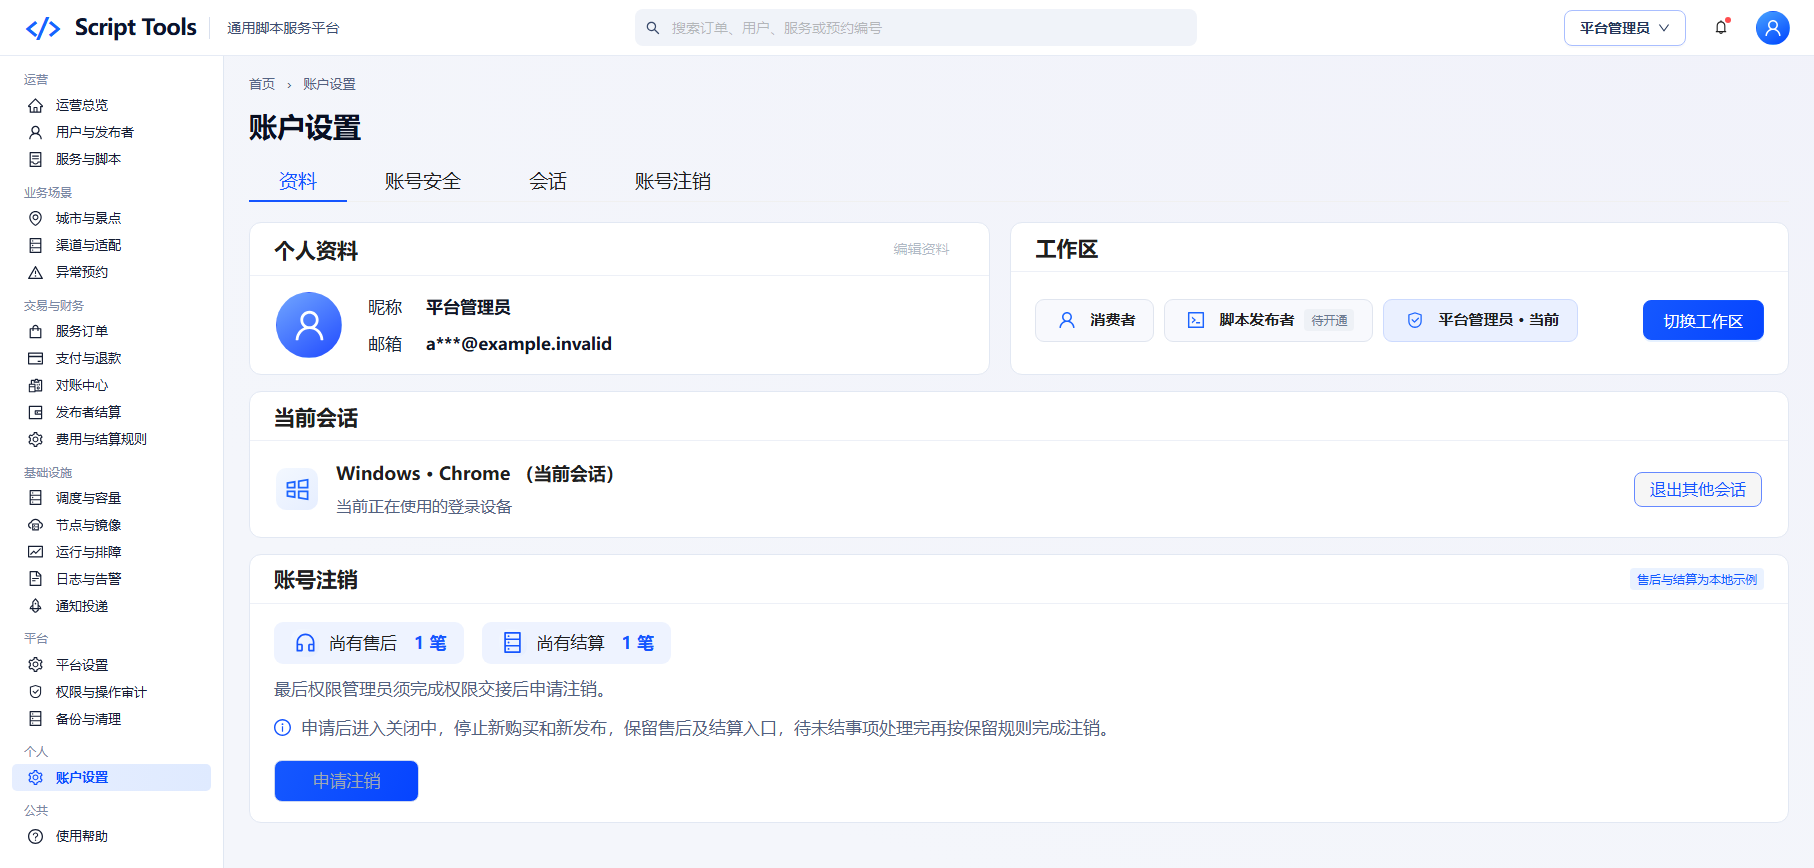 Script Tools
通用脚本服务平台
搜索订单、用户、服务或预约编号
平台管理员
运营
运营总览
用户与发布者
服务与脚本
业务场景
城市与景点
渠道与适配
异常预约
交易与财务
服务订单
支付与退款
对账中心
发布者结算
费用与结算规则
基础设施
调度与容量
节点与镜像
运行与排障
日志与告警
通知投递
平台
平台设置
权限与操作审计
备份与清理
个人
账户设置
公共
使用帮助
首页 › 账户设置
账户设置
资料 账号安全 会话 账号注销
个人资料 编辑资料
昵称 平台管理员
邮箱 a***@example.invalid
工作区
消费者 脚本发布者 待开通 平台管理员 • 当前 切换工作区
当前会话
Windows • Chrome （当前会话）
当前正在使用的登录设备
退出其他会话
账号注销
售后与结算为本地示例
尚有售后 1 笔 尚有结算 1 笔
最后权限管理员须完成权限交接后申请注销。
申请后进入关闭中，停止新购买和新发布，保留售后及结算入口，待未结事项处理完再按保留规则完成注销。
申请注销